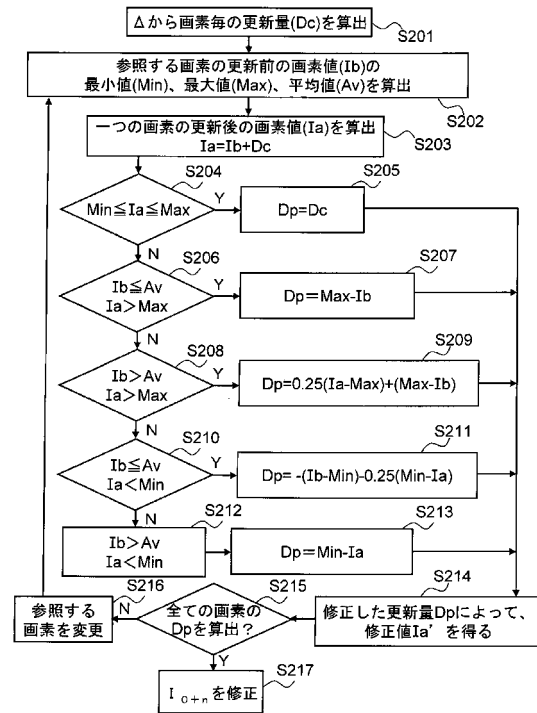 Δから画素毎の更新量(Dc)を算出
S201
参照する画素の更新前の画素値(Ib)の
最小値(Min)、最大値(Max)、平均値(Av)を算出
S202
一つの画素の更新後の画素値(Ia)を算出
Ia=Ib+Dc
S203
S204
Min≦Ia≦Max
Y
N
S205
Dp=Dc
S206
Ib≦Av
Ia>Max
Y
N
S207
Dp=Max-Ib
S208
Ib>Av
Ia>Max
Y
N
S209
Dp=0.25(Ia-Max)+(Max-Ib)
S210
Ib≦Av
Ia<Min
Y
N
S211
Dp= -(Ib-Min)-0.25(Min-Ia)
S212
Ib>Av
Ia<Min
S213
Dp=Min-Ia
S214
修正した更新量Dpによって、
修正値Ia'を得る
S215
全ての画素の
Dpを算出?
N
Y
S216
参照する
画素を変更
S217
I0+nを修正